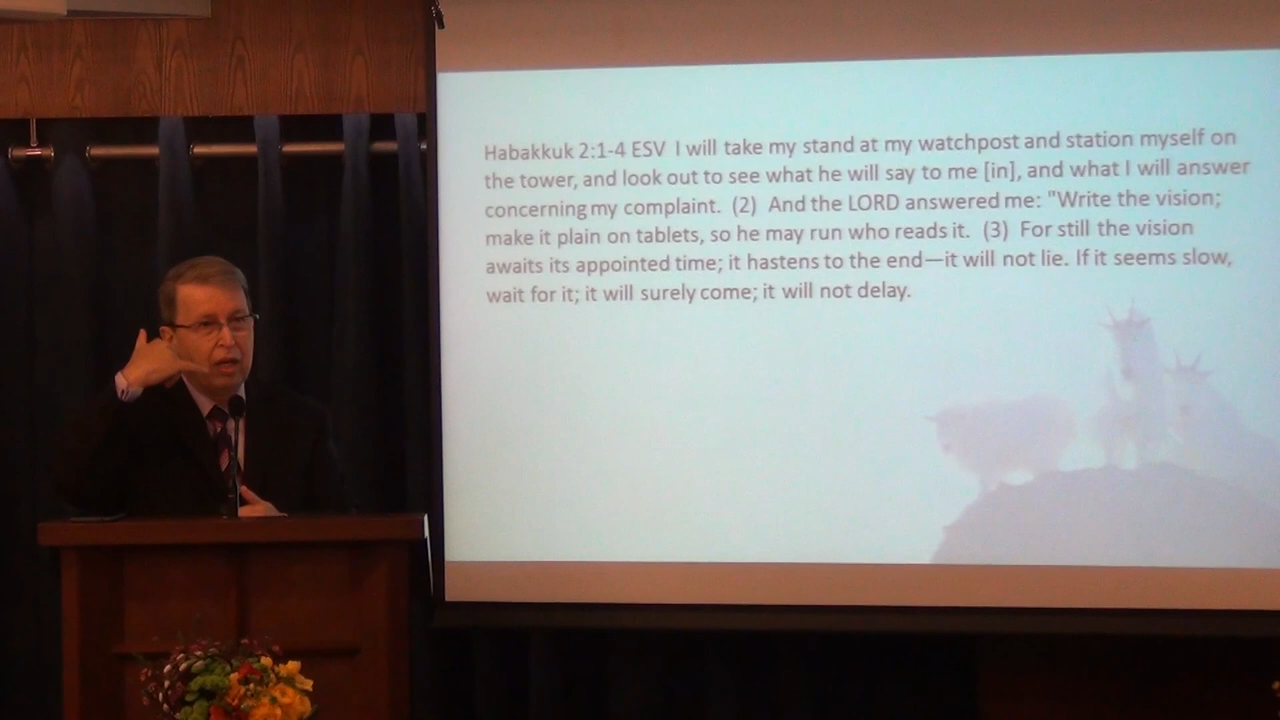 Habakkuk 2:1-4 ESV I will take my stand at my watchpost and station myself on
the tower, and look out to see what he will say to me [in], and what I will answer
concerning my complaint. (2) And the LORD answered me: "Write the vision;
make it plain on tablets, so he may run who reads it. (3) For still the vision
awaits its appointed time; it hastens to the end—it will not lie. If it seems slow,
wait for it; it will surely come; it will not delay.